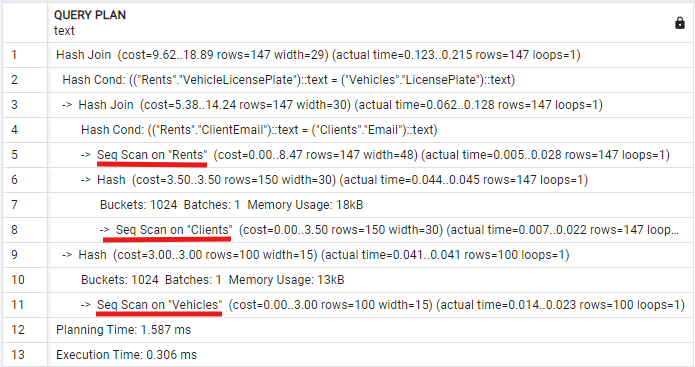 QUERY PLAN
text
1 Hash Join (cost=9.62..18.89 rows=147 width=29) (actual time=0.123..0.215 rows=147 loops=1)
2 Hash Cond: (("Rents"."VehicleLicensePlate")::text = ("Vehicles"."LicensePlate")::text)
3 -> Hash Join (cost=5.38..14.24 rows=147 width=30) (actual time=0.062..0.128 rows=147 loops=1)
4 Hash Cond: (("Rents"."ClientEmail")::text = ("Clients"."Email")::text)
5 -> Seq Scan on "Rents" (cost=0.00..8.47 rows=147 width=48) (actual time=0.005..0.028 rows=147 loops=1)
6 -> Hash (cost=3.50..3.50 rows=150 width=30) (actual time=0.044..0.045 rows=147 loops=1)
7 Buckets: 1024 Batches: 1 Memory Usage: 18kB
8 -> Seq Scan on "Clients" (cost=0.00..3.50 rows=150 width=30) (actual time=0.007..0.022 rows=147 loop...
9 -> Hash (cost=3.00..3.00 rows=100 width=15) (actual time=0.041..0.041 rows=100 loops=1)
10 Buckets: 1024 Batches: 1 Memory Usage: 13kB
11 -> Seq Scan on "Vehicles" (cost=0.00..3.00 rows=100 width=15) (actual time=0.014..0.023 rows=100 loops=1)
12 Planning Time: 1.587 ms
13 Execution Time: 0.306 ms